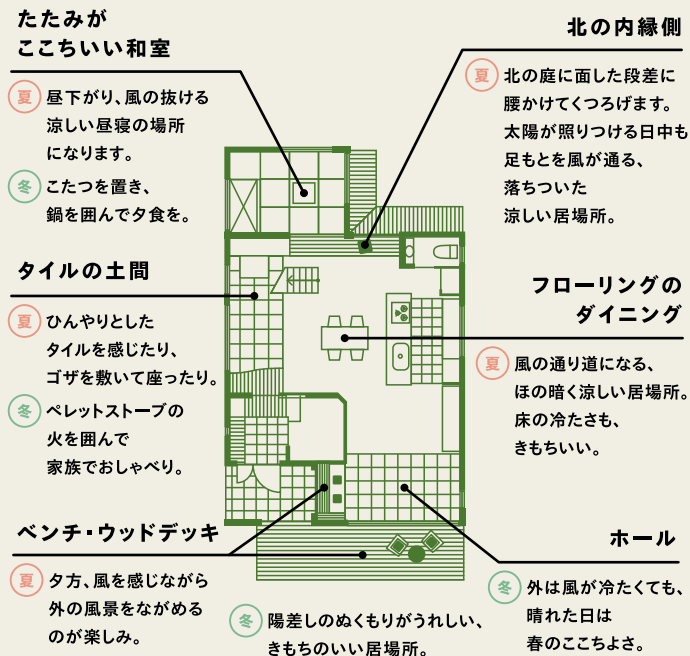 たたみが
ここちいい和室
夏 昼下がり、風の抜ける
涼しい昼寝の場所
になります。
冬 こたつを置き、
鍋を囲んで夕食を。
北の内縁側
夏 北の庭に面した段差に
腰かけてくつろげます。
太陽が照りつける日中も
足もとを風が通る、
落ちついた
涼しい居場所。
タイルの土間
夏 ひんやりとした
タイルを感じたり、
ゴザを敷いて座ったり。
冬 ペレットストーブの
火を囲んで
家族でおしゃべり。
フローリングの
ダイニング
夏 風の通り道になる、
ほの暗く涼しい居場所。
床の冷たさも、
きもちいい。
ベンチ・ウッドデッキ
夏 夕方、風を感じながら
外の風景をながめる
のが楽しみ。
冬 陽差しのぬくもりがうれしい、
きもちのいい居場所。
ホール
冬 外は風が冷たくても、
晴れた日は
春のここちよさ。